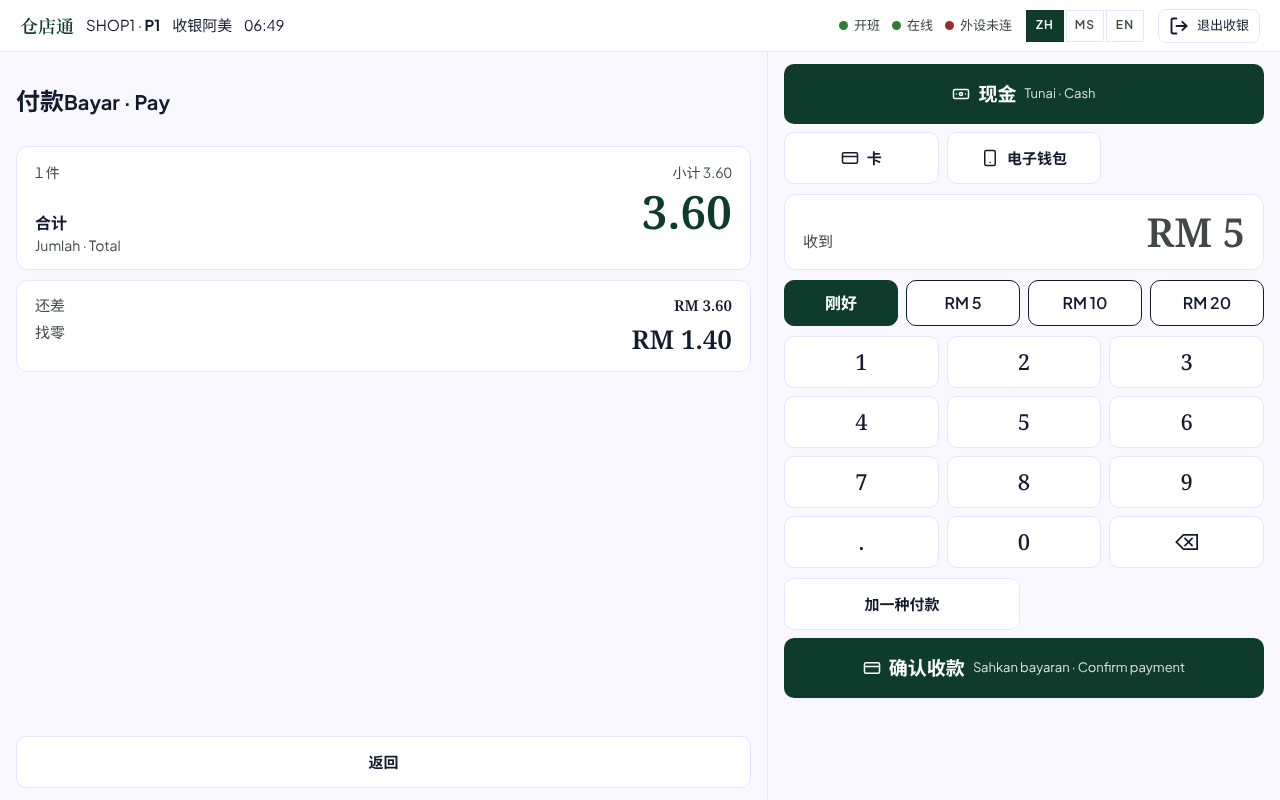 仓店通 SHOP1 · P1 收银阿美 06:49
开班 在线 外设未连 ZH MS EN 退出收银
付款Bayar · Pay
1 件 小计 3.60
合计 3.60
Jumlah · Total
还差 RM 3.60
找零 RM 1.40
返回
现金 Tunai · Cash
卡 电子钱包
收到 RM 5
刚好 RM 5 RM 10 RM 20
1 2 3
4 5 6
7 8 9
. 0
加一种付款
确认收款 Sahkan bayaran · Confirm payment